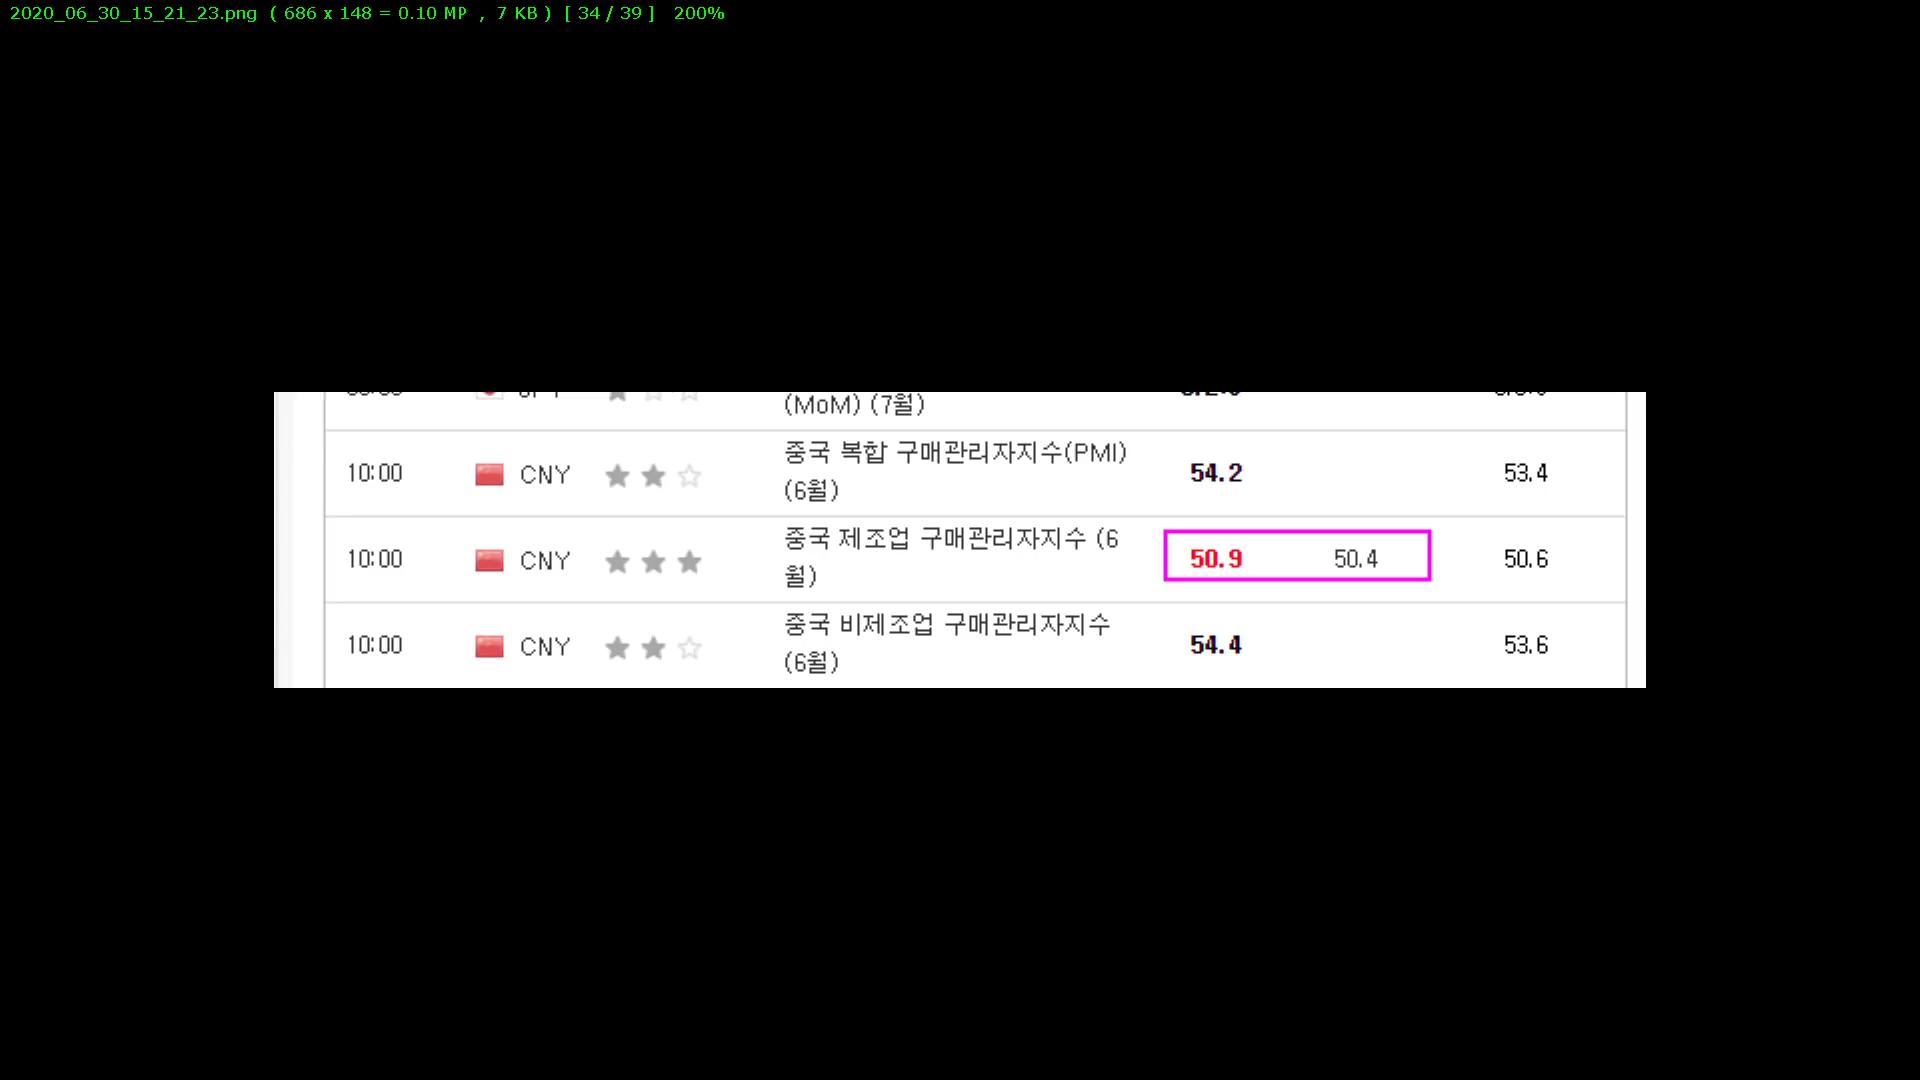 2020_06_30_15_21_23.png ( 686 x 148 = 0.10 MP , 7 KB ) [ 34 / 39 ] 200%
(MoM) (7월)
10:00 CNY 중국 복합 구매관리자지수(PMI) (6월) 54.2 53.4
10:00 CNY 중국 제조업 구매관리자지수 (6월) 50.9 50.4 50.6
10:00 CNY 중국 비제조업 구매관리자지수 (6월) 54.4 53.6